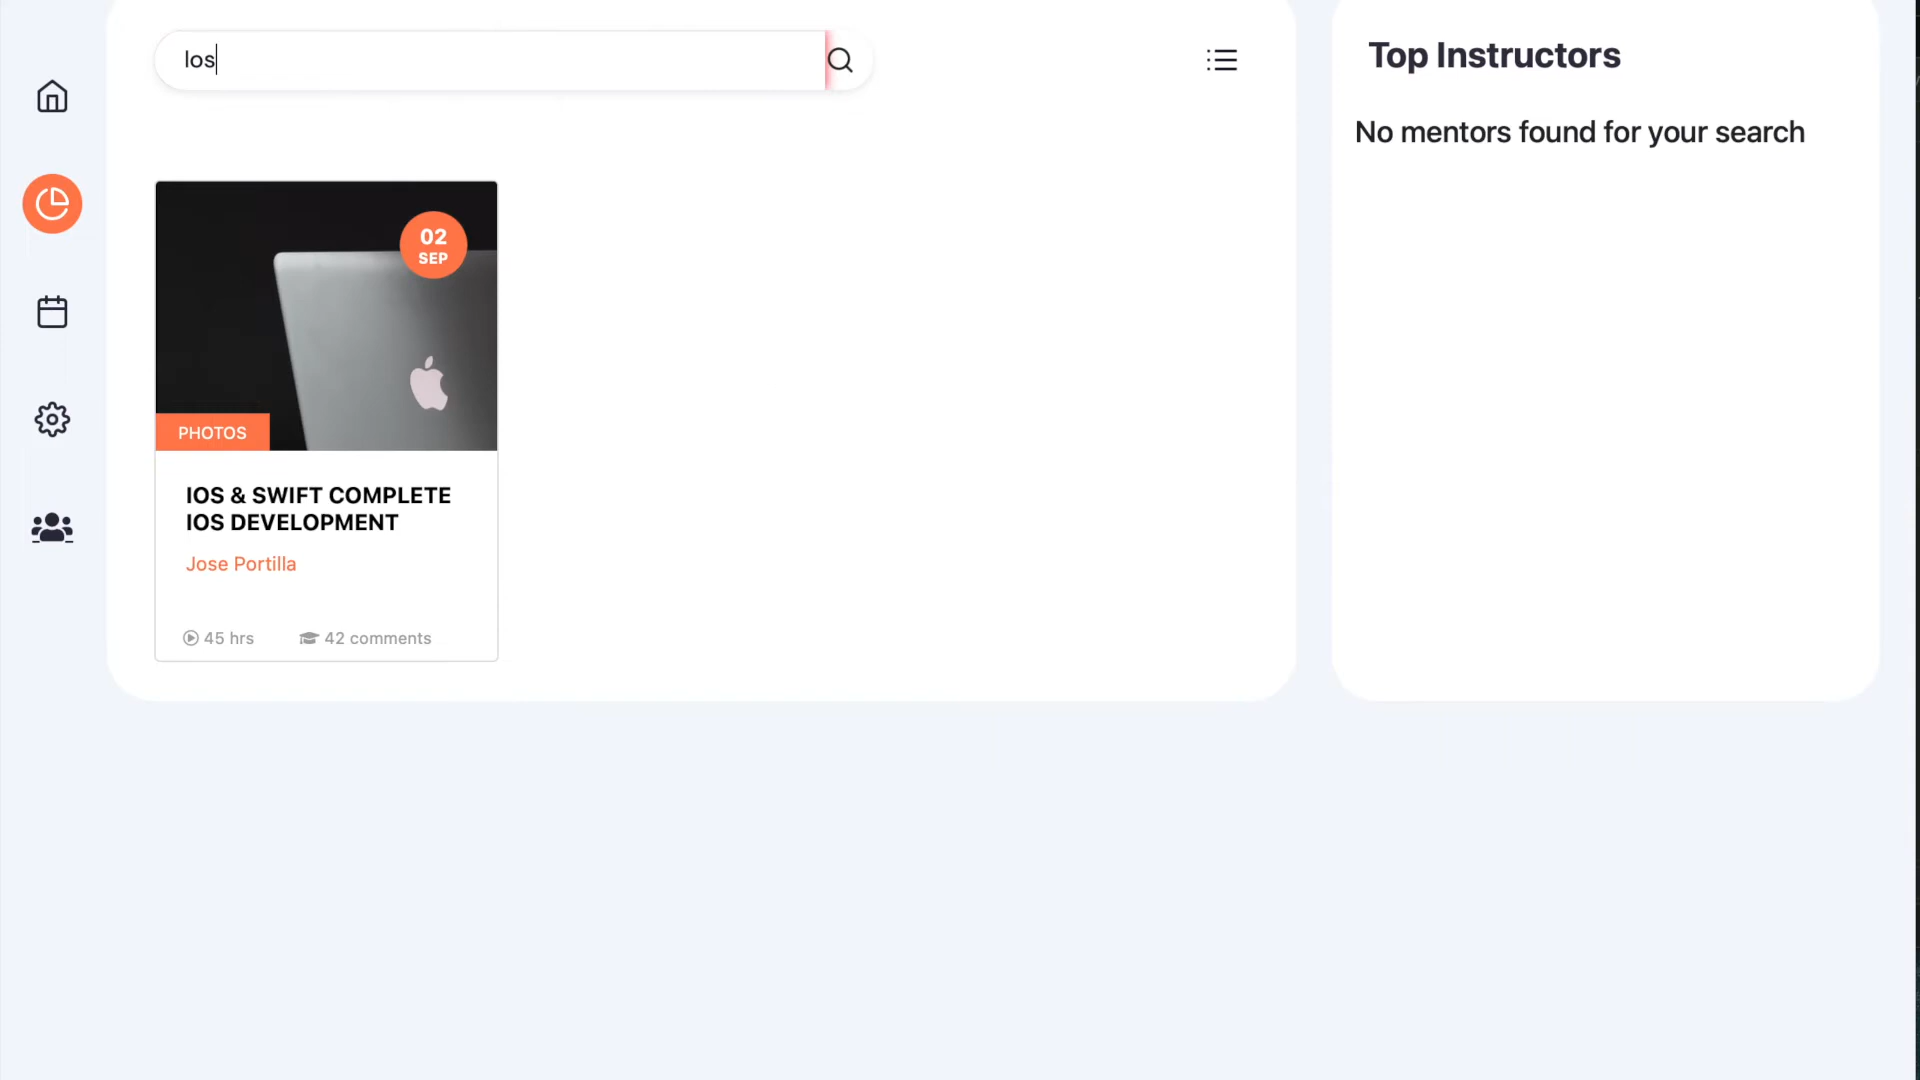 Ios
Top Instructors
No mentors found for your search
02
SEP
PHOTOS
IOS & SWIFT COMPLETE
IOS DEVELOPMENT
Jose Portilla
45 hrs
42 comments